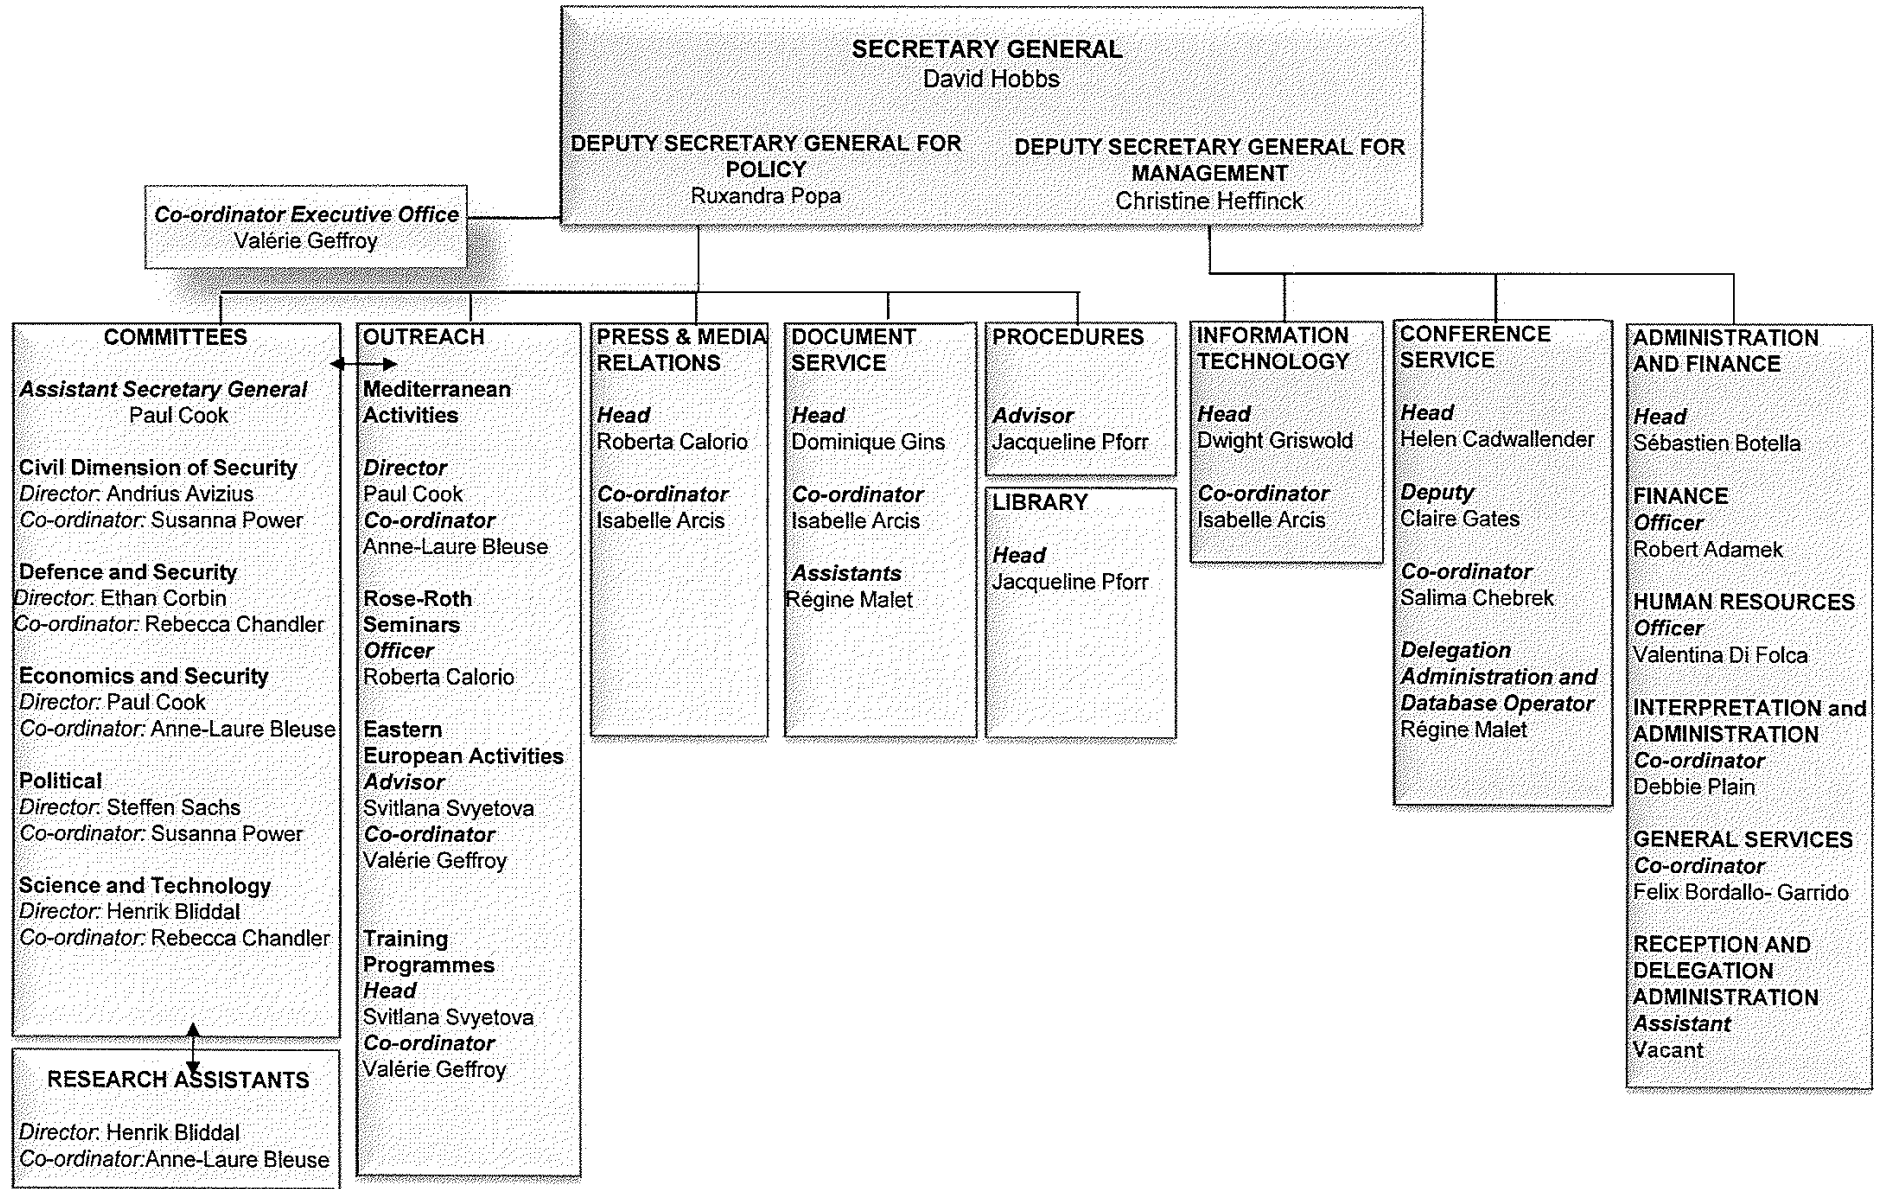 SECRETARY GENERAL
David Hobbs
DEPUTY SECRETARY GENERAL FOR
POLICY
Ruxandra Popa
DEPUTY SECRETARY GENERAL FOR
MANAGEMENT
Christine Heffinck
Co-ordinator Executive Office
Valérie Geffroy
COMMITTEES
Assistant Secretary General
Paul Cook
Civil Dimension of Security
Director: Andrius Avizius
Co-ordinator: Susanna Power
Defence and Security
Director: Ethan Corbin
Co-ordinator: Rebecca Chandler
Economics and Security
Director: Paul Cook
Co-ordinator: Anne-Laure Bleuse
Political
Director: Steffen Sachs
Co-ordinator: Susanna Power
Science and Technology
Director: Henrik Bliddal
Co-ordinator: Rebecca Chandler
RESEARCH ASSISTANTS
Director: Henrik Bliddal
Co-ordinator:Anne-Laure Bleuse
OUTREACH
Mediterranean
Activities
Director
Paul Cook
Co-ordinator
Anne-Laure Bleuse
Rose-Roth
Seminars
Officer
Roberta Calorio
Eastern
European Activities
Advisor
Svitlana Svyetova
Co-ordinator
Valérie Geffroy
Training
Programmes
Head
Svitlana Svyetova
Co-ordinator
Valérie Geffroy
PRESS & MEDIA
RELATIONS
Head
Roberta Calorio
Co-ordinator
Isabelle Arcis
DOCUMENT
SERVICE
Head
Dominique Gins
Co-ordinator
Isabelle Arcis
Assistants
Régine Malet
PROCEDURES
Advisor
Jacqueline Pforr
LIBRARY
Head
Jacqueline Pforr
INFORMATION
TECHNOLOGY
Head
Dwight Griswold
Co-ordinator
Isabelle Arcis
CONFERENCE
SERVICE
Head
Helen Cadwallender
Deputy
Claire Gates
Co-ordinator
Salima Chebrek
Delegation
Administration and
Database Operator
Régine Malet
ADMINISTRATION
AND FINANCE
Head
Sébastien Botella
FINANCE
Officer
Robert Adamek
HUMAN RESOURCES
Officer
Valentina Di Folca
INTERPRETATION and
ADMINISTRATION
Co-ordinator
Debbie Plain
GENERAL SERVICES
Co-ordinator
Felix Bordallo- Garrido
RECEPTION AND
DELEGATION
ADMINISTRATION
Assistant
Vacant